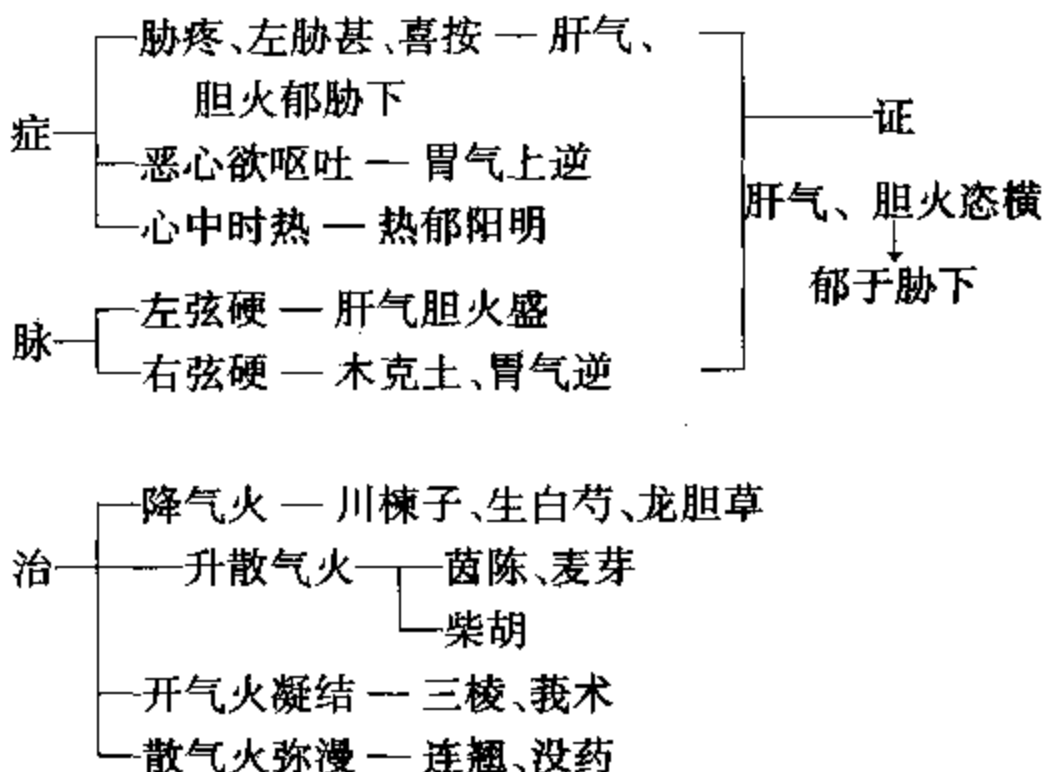 胁疼、左胁甚、喜按 — 肝气、
胆火郁胁下
症
证
恶心欲呕吐 — 胃气上逆
肝气、胆火恣横
心中时热 — 热郁阳明
郁于胁下
左弦硬 — 肝气胆火盛
脉
右弦硬 — 木克土、胃气逆
降气火 — 川楝子、生白芍、龙胆草
治
升散气火
茵陈、麦芽
柴胡
开气火凝结 — 三棱、莪术
散气火弥漫 — 连翘、没药